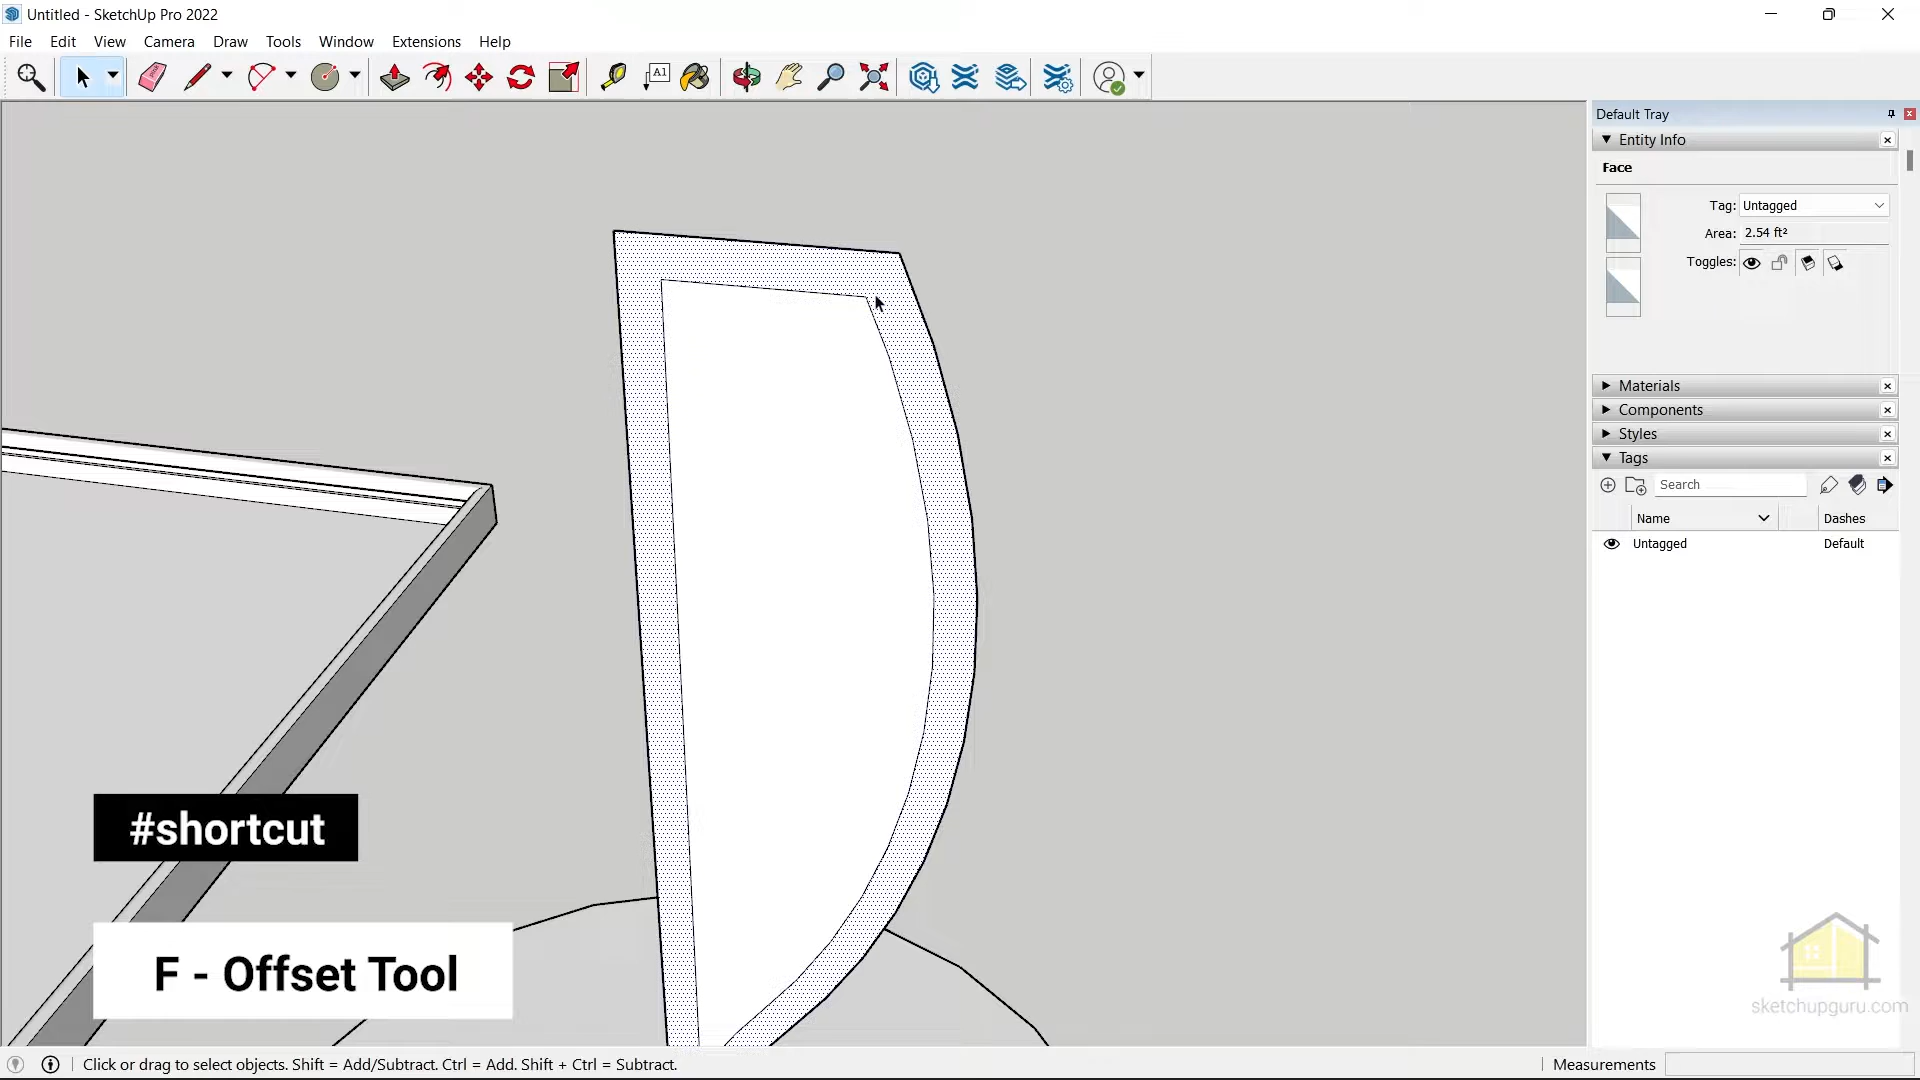 Untitled - SketchUp Pro 2022
File Edit View Camera Draw Tools Window Extensions Help
A1
Default Tray
Entity Info
Face
Tag: Untagged
Area: 2.54 ft²
Toggles:
Materials
Components
Styles
Tags
Search
Name Dashes
Untagged Default
#shortcut
F - Offset Tool
sketchupguru.com
Click or drag to select objects. Shift = Add/Subtract. Ctrl = Add. Shift + Ctrl = Subtract.
Measurements